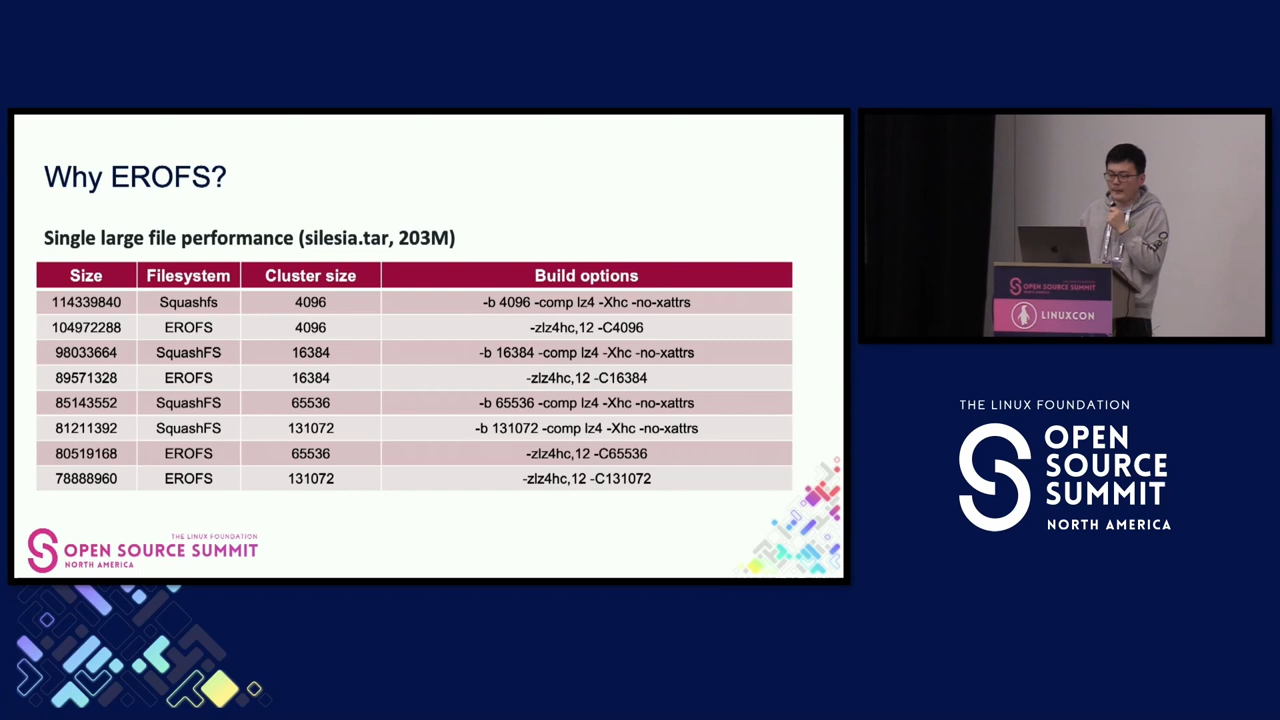 Why EROFS?
Single large file performance (silesia.tar, 203M)
Size Filesystem Cluster size Build options
114339840 Squashfs 4096 -b 4096 -comp lz4 -Xhc -no-xattrs
104972288 EROFS 4096 -zlz4hc,12 -C4096
98033664 SquashFS 16384 -b 16384 -comp lz4 -Xhc -no-xattrs
89571328 EROFS 16384 -zlz4hc,12 -C16384
85143552 SquashFS 65536 -b 65536 -comp lz4 -Xhc -no-xattrs
81211392 SquashFS 131072 -b 131072 -comp lz4 -Xhc -no-xattrs
80519168 EROFS 65536 -zlz4hc,12 -C65536
78888960 EROFS 131072 -zlz4hc,12 -C131072
THE LINUX FOUNDATION
OPEN SOURCE SUMMIT
NORTH AMERICA
OPEN SOURCE SUMMIT
LINUXCON
THE LINUX FOUNDATION
OPEN
SOURCE
SUMMIT
NORTH AMERICA